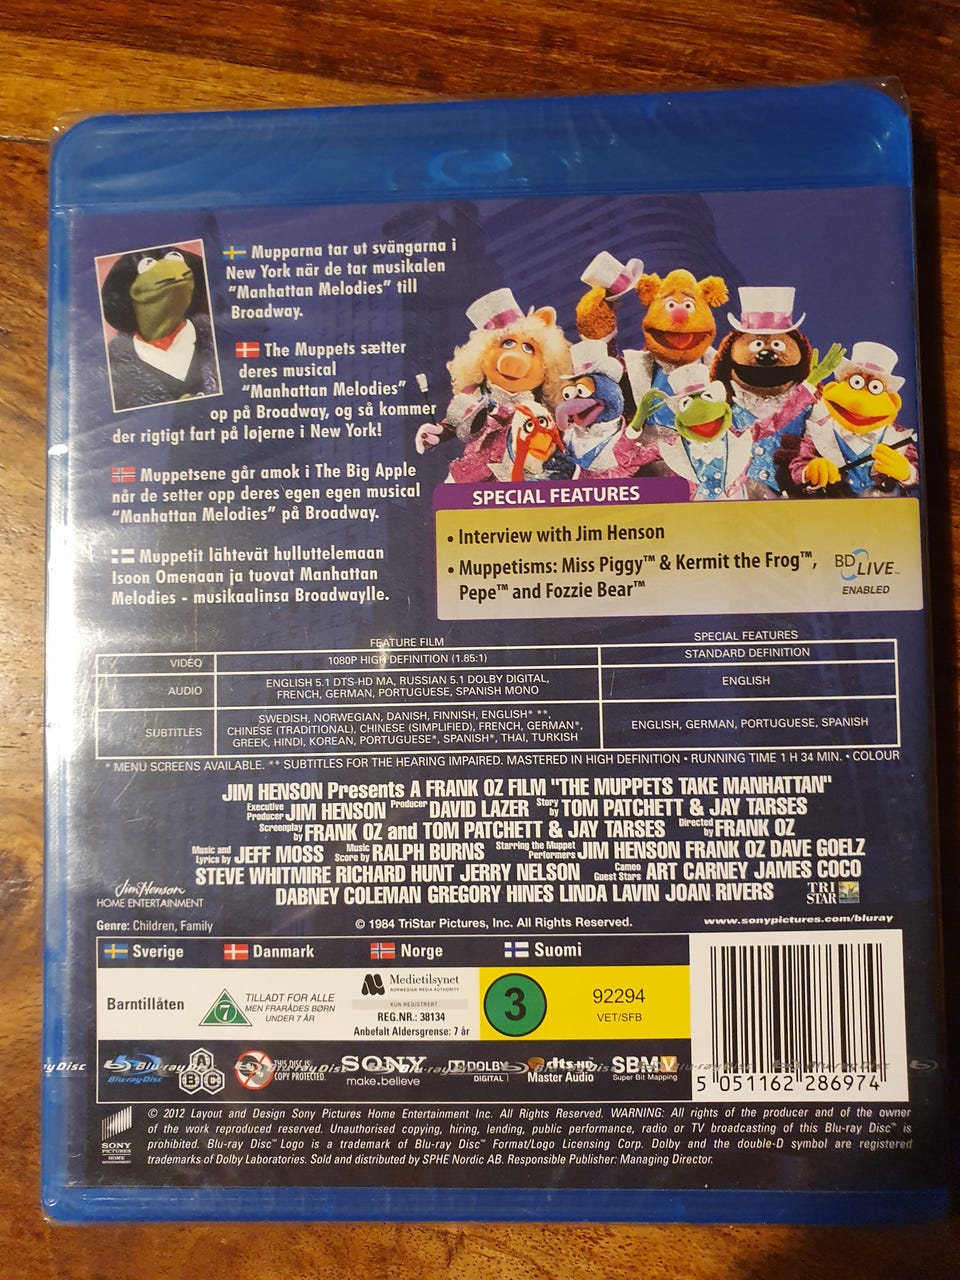 Mupparna tar ut svängarna i
New York när de tar musikalen
"Manhattan Melodies" till
Broadway.
The Muppets sætter
deres musical
"Manhattan Melodies"
op på Broadway, og så kommer
der rigtigt fart på løjerne i New York!
Muppetsene går amok i The Big Apple
når de setter opp deres egen egen musical
"Manhattan Melodies" på Broadway.
Muppetit lähtevät hulluttelemaan
Isoon Omenaan ja tuovat Manhattan
Melodies - musikaalinsa Broadwaylle.
SPECIAL FEATURES
• Interview with Jim Henson
• Muppetisms: Miss Piggy™ & Kermit the Frog™,
Pepe™ and Fozzie Bear™
BD LIVE™
ENABLED
FEATURE FILM
SPECIAL FEATURES
VIDEO
1080P HIGH DEFINITION (1.85:1)
STANDARD DEFINITION
AUDIO
ENGLISH 5.1 DTS-HD MA, RUSSIAN 5.1 DOLBY DIGITAL,
FRENCH, GERMAN, PORTUGUESE, SPANISH MONO
ENGLISH
SUBTITLES
SWEDISH, NORWEGIAN, DANISH, FINNISH, ENGLISH* **,
CHINESE (TRADITIONAL), CHINESE (SIMPLIFIED), FRENCH, GERMAN*,
GREEK, HINDI, KOREAN, PORTUGUESE*, SPANISH*, THAI, TURKISH
ENGLISH, GERMAN, PORTUGUESE, SPANISH
* MENU SCREENS AVAILABLE. ** SUBTITLES FOR THE HEARING IMPAIRED. MASTERED IN HIGH DEFINITION • RUNNING TIME 1 H 34 MIN. • COLOUR
JIM HENSON Presents A FRANK OZ FILM "THE MUPPETS TAKE MANHATTAN"
Executive Producer JIM HENSON Producer DAVID LAZER Story by TOM PATCHETT & JAY TARSES
Screenplay by FRANK OZ and TOM PATCHETT & JAY TARSES Directed by FRANK OZ
Music and Lyrics by JEFF MOSS Music Score by RALPH BURNS Starring the Muppet Performers JIM HENSON FRANK OZ DAVE GOELZ
STEVE WHITMIRE RICHARD HUNT JERRY NELSON Cameo Guest Stars ART CARNEY JAMES COCO
DABNEY COLEMAN GREGORY HINES LINDA LAVIN JOAN RIVERS
Jim Henson
HOME ENTERTAINMENT
TRI
STAR
Genre: Children, Family
© 1984 TriStar Pictures, Inc. All Rights Reserved.
www.sonypictures.com/bluray
Sverige
Danmark
Norge
Suomi
Barntillåten
7
TILLADT FOR ALLE
MEN FRARÅDES BØRN
UNDER 7 ÅR
Medietilsynet
NORWEGIAN MEDIA AUTHORITY
KUN REGISTRERT
REG.NR.: 38134
Anbefalt Aldersgrense: 7 år
3
92294
VET/SFB
Blu-ray Disc
A
B C
THIS DISC IS
COPY PROTECTED.
SONY
make.believe
DOLBY
DIGITAL
dts-HD
Master Audio
SBMV
Super Bit Mapping
5 051162 286974
SONY
PICTURES
HOME
ENTERTAINMENT
© 2012 Layout and Design Sony Pictures Home Entertainment Inc. All Rights Reserved. WARNING: All rights of the producer and of the owner
of the work reproduced reserved. Unauthorised copying, hiring, lending, public performance, radio or TV broadcasting of this Blu-ray Disc™ is
prohibited. Blu-ray Disc™ Logo is a trademark of Blu-ray Disc™ Format/Logo Licensing Corp. Dolby and the double-D symbol are registered
trademarks of Dolby Laboratories. Sold and distributed by SPHE Nordic AB. Responsible Publisher: Managing Director.